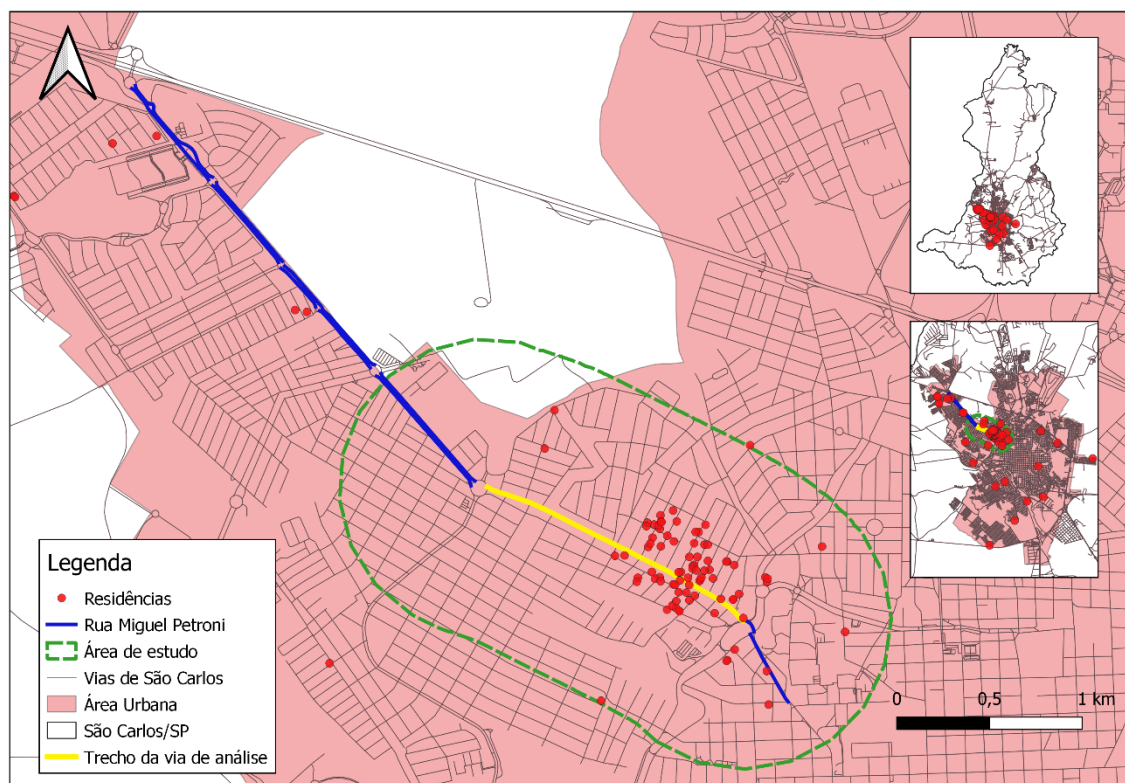 Legenda
Residências
Rua Miguel Petroni
Área de estudo
Vias de São Carlos
Área Urbana
São Carlos/SP
Trecho da via de análise
0 0,5 1 km